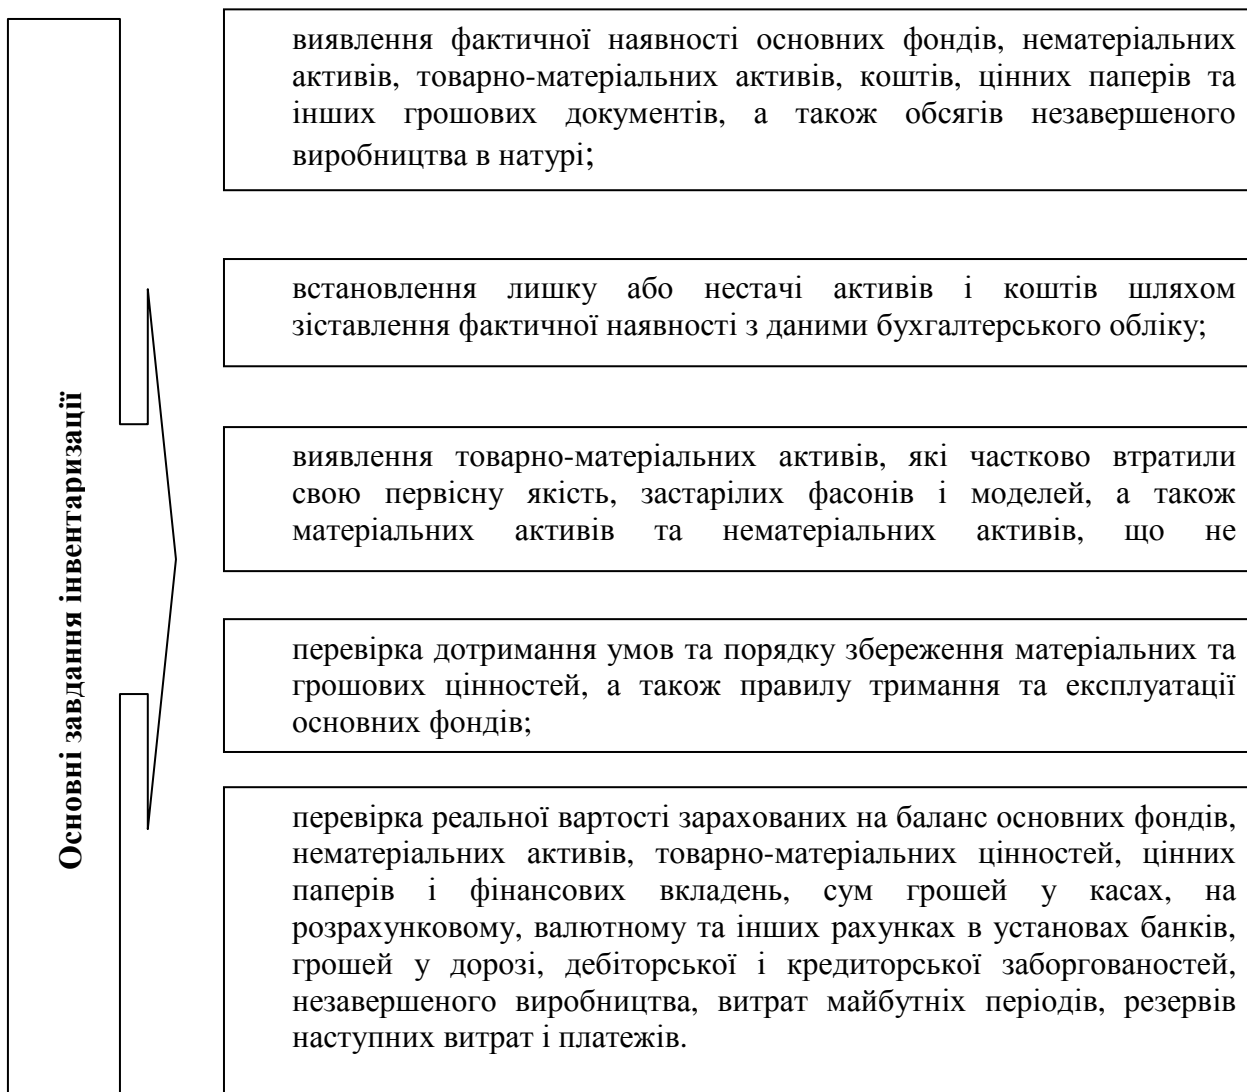 Основні завдання інвентаризації
виявлення фактичної наявності основних фондів, нематеріальних
активів, товарно-матеріальних активів, коштів, цінних паперів та
інших грошових документів, а також обсягів незавершеного
виробництва в натурі;
встановлення лишку або нестачі активів і коштів шляхом
зіставлення фактичної наявності з даними бухгалтерського обліку;
виявлення товарно-матеріальних активів, які частково втратили
свою первісну якість, застарілих фасонів і моделей, а також
матеріальних активів та нематеріальних активів, що не
перевірка дотримання умов та порядку збереження матеріальних та
грошових цінностей, а також правилу тримання та експлуатації
основних фондів;
перевірка реальної вартості зарахованих на баланс основних фондів,
нематеріальних активів, товарно-матеріальних цінностей, цінних
паперів і фінансових вкладень, сум грошей у касах, на
розрахунковому, валютному та інших рахунках в установах банків,
грошей у дорозі, дебіторської і кредиторської заборгованостей,
незавершеного виробництва, витрат майбутніх періодів, резервів
наступних витрат і платежів.